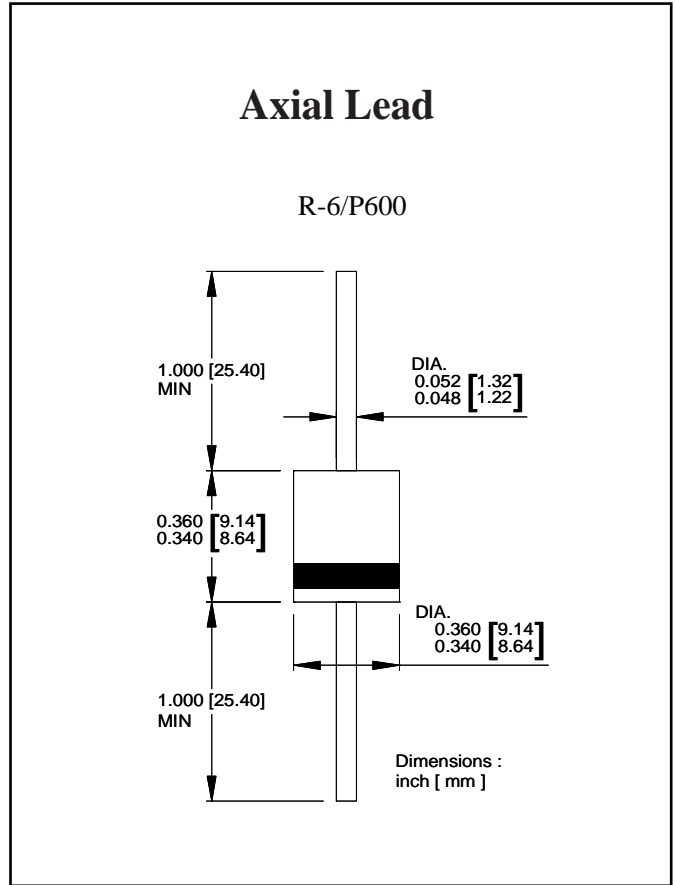 Axial Lead
R-6/P600
1.000 [25.40]
MIN
DIA.
0.052 [1.32]
0.048 [1.22]
0.360 [9.14]
0.340 [8.64]
DIA.
0.360 [9.14]
0.340 [8.64]
1.000 [25.40]
MIN
Dimensions :
inch [ mm ]